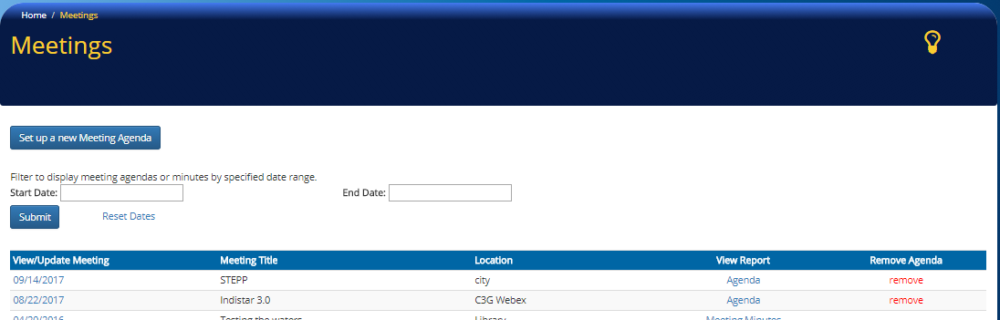 Home / Meetings
Meetings
Set up a new Meeting Agenda
Filter to display meeting agendas or minutes by specified date range.
Start Date: End Date:
Submit Reset Dates
View/Update Meeting Meeting Title Location View Report Remove Agenda
09/14/2017 STEPP city Agenda remove
08/22/2017 Indistar 3.0 C3G Webex Agenda remove
04/20/2016 Testing the waters Library Meeting Minutes